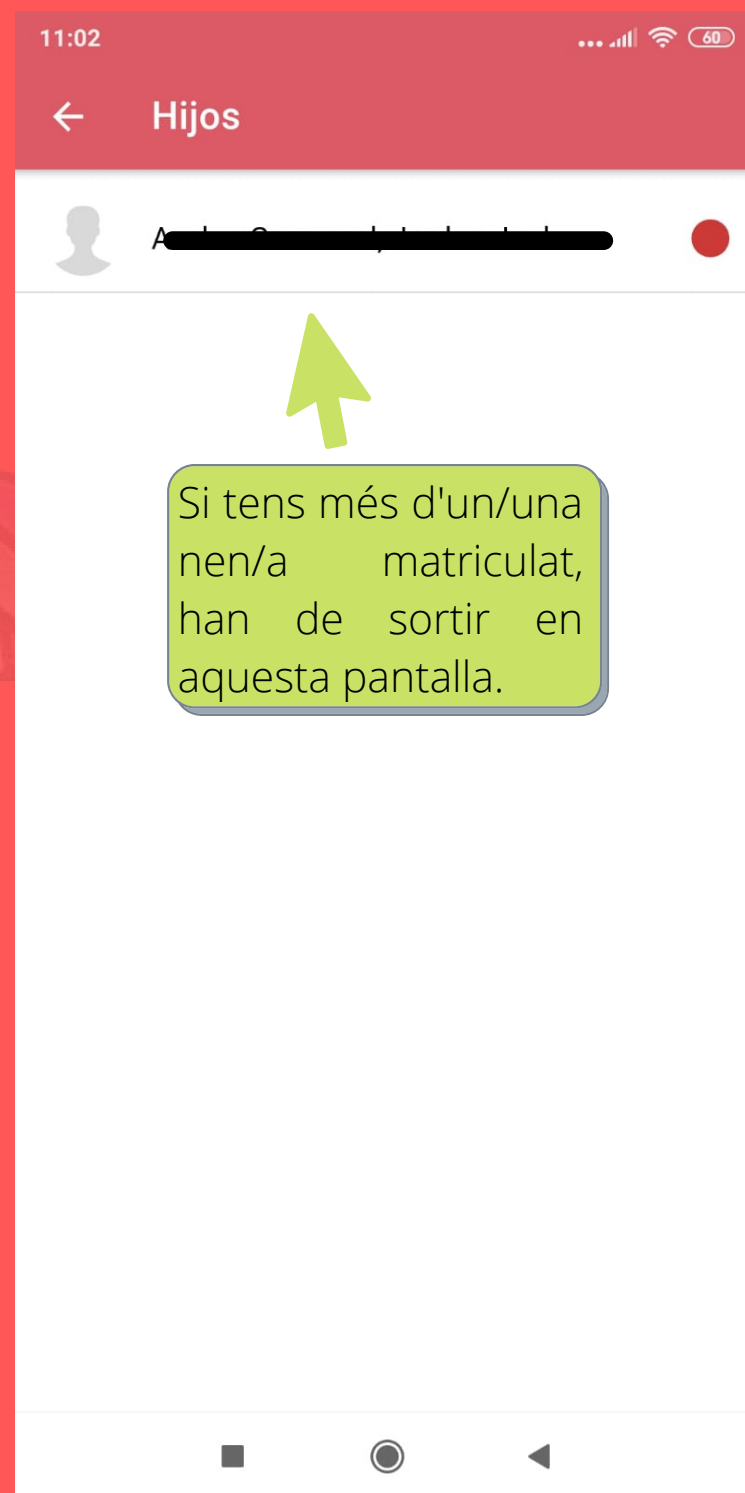 11:02
60
Hijos
Si tens més d'un/una
nen/a matriculat,
han de sortir en
aquesta pantalla.